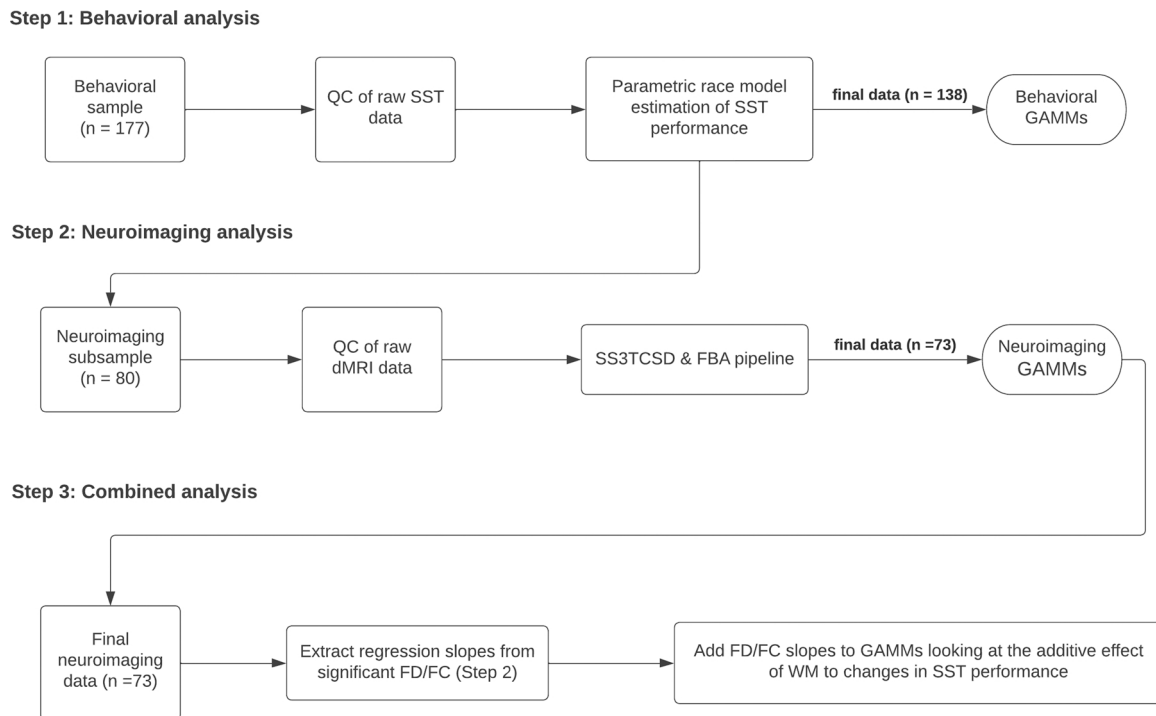 Step 1: Behavioral analysis
Behavioral
sample
(n = 177)
QC of raw SST
data
Parametric race model
estimation of SST
performance
final data (n = 138)
Behavioral
GAMMs
Step 2: Neuroimaging analysis
Neuroimaging
subsample
(n = 80)
QC of raw
dMRI data
SS3TCSD & FBA pipeline
final data (n =73)
Neuroimaging
GAMMs
Step 3: Combined analysis
Final
neuroimaging
data (n =73)
Extract regression slopes from
significant FD/FC (Step 2)
Add FD/FC slopes to GAMMs looking at the additive effect
of WM to changes in SST performance